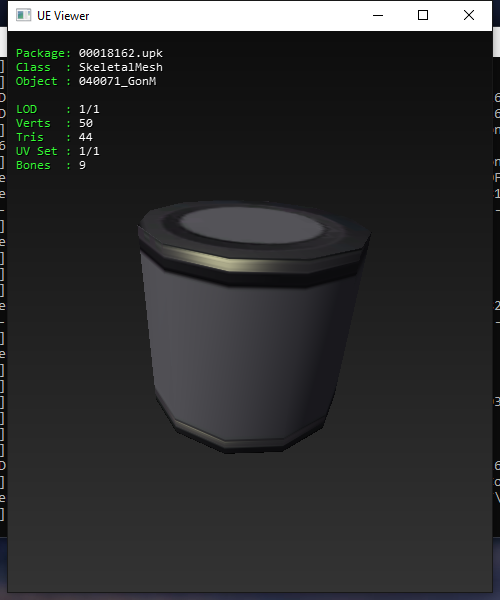 UE Viewer
Package: 00018162.upk
Class : SkeletalMesh
Object : 040071_GonM
LOD : 1/1
Verts : 50
Tris : 44
UV Set : 1/1
Bones : 9